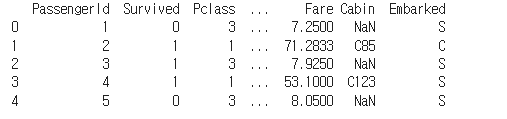 PassengerId Survived Pclass ... Fare Cabin Embarked
0 1 0 3 ... 7.2500 NaN S
1 2 1 1 ... 71.2833 C85 C
2 3 1 3 ... 7.9250 NaN S
3 4 1 1 ... 53.1000 C123 S
4 5 0 3 ... 8.0500 NaN S